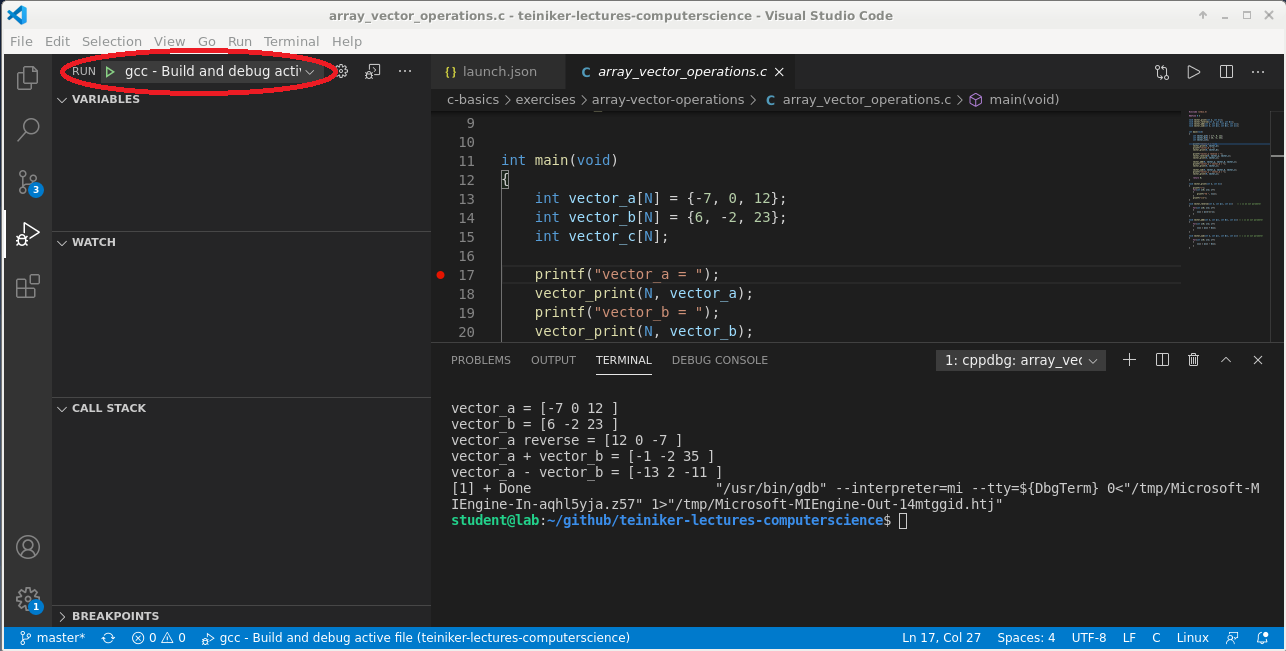 array_vector_operations.c - teiniker-lectures-computerscience - Visual Studio Code
File Edit Selection View Go Run Terminal Help
RUN gcc - Build and debug acti
VARIABLES
WATCH
CALL STACK
BREAKPOINTS
3
1
{} launch.json
C array_vector_operations.c
c-basics > exercises > array-vector-operations > C array_vector_operations.c > main(void)
9
10
11 int main(void)
12 {
13 int vector_a[N] = {-7, 0, 12};
14 int vector_b[N] = {6, -2, 23};
15 int vector_c[N];
16
17 printf("vector_a = ");
18 vector_print(N, vector_a);
19 printf("vector_b = ");
20 vector_print(N, vector_b);
PROBLEMS OUTPUT TERMINAL DEBUG CONSOLE 1: cppdbg: array_vec
vector_a = [-7 0 12 ]
vector_b = [6 -2 23 ]
vector_a reverse = [12 0 -7 ]
vector_a + vector_b = [-1 -2 35 ]
vector_a - vector_b = [-13 2 -11 ]
[1] + Done "/usr/bin/gdb" --interpreter=mi --tty=${DbgTerm} 0<"/tmp/Microsoft-M
IEngine-In-aqhl5yja.z57" 1>"/tmp/Microsoft-MIEngine-Out-14mtggid.htj"
student@lab:~/github/teiniker-lectures-computerscience$
master* 0 0 gcc - Build and debug active file (teiniker-lectures-computerscience) Ln 17, Col 27 Spaces: 4 UTF-8 LF C Linux